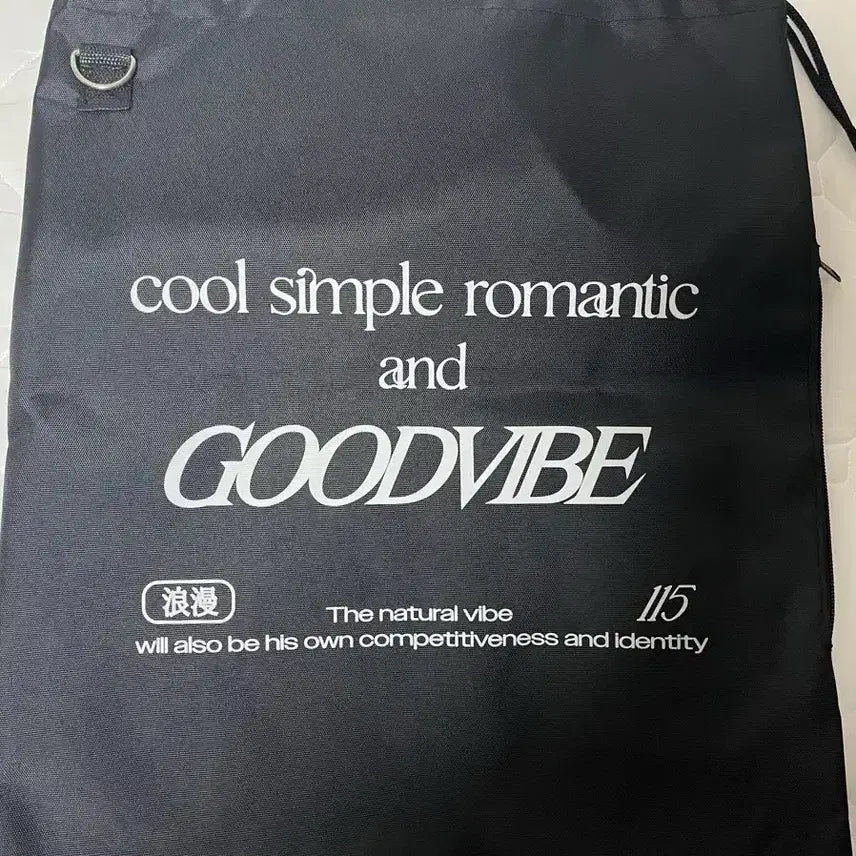 cool simple romantic
and
GOODVIBE
浪漫
115
The natural vibe
will also be his own competitiveness and identity